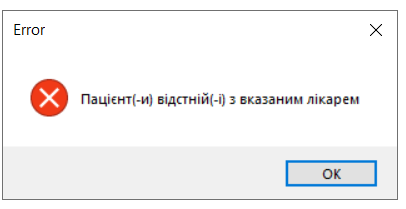 Error
Пацієнт(-и) відстній(-і) з вказаним лікарем
OK